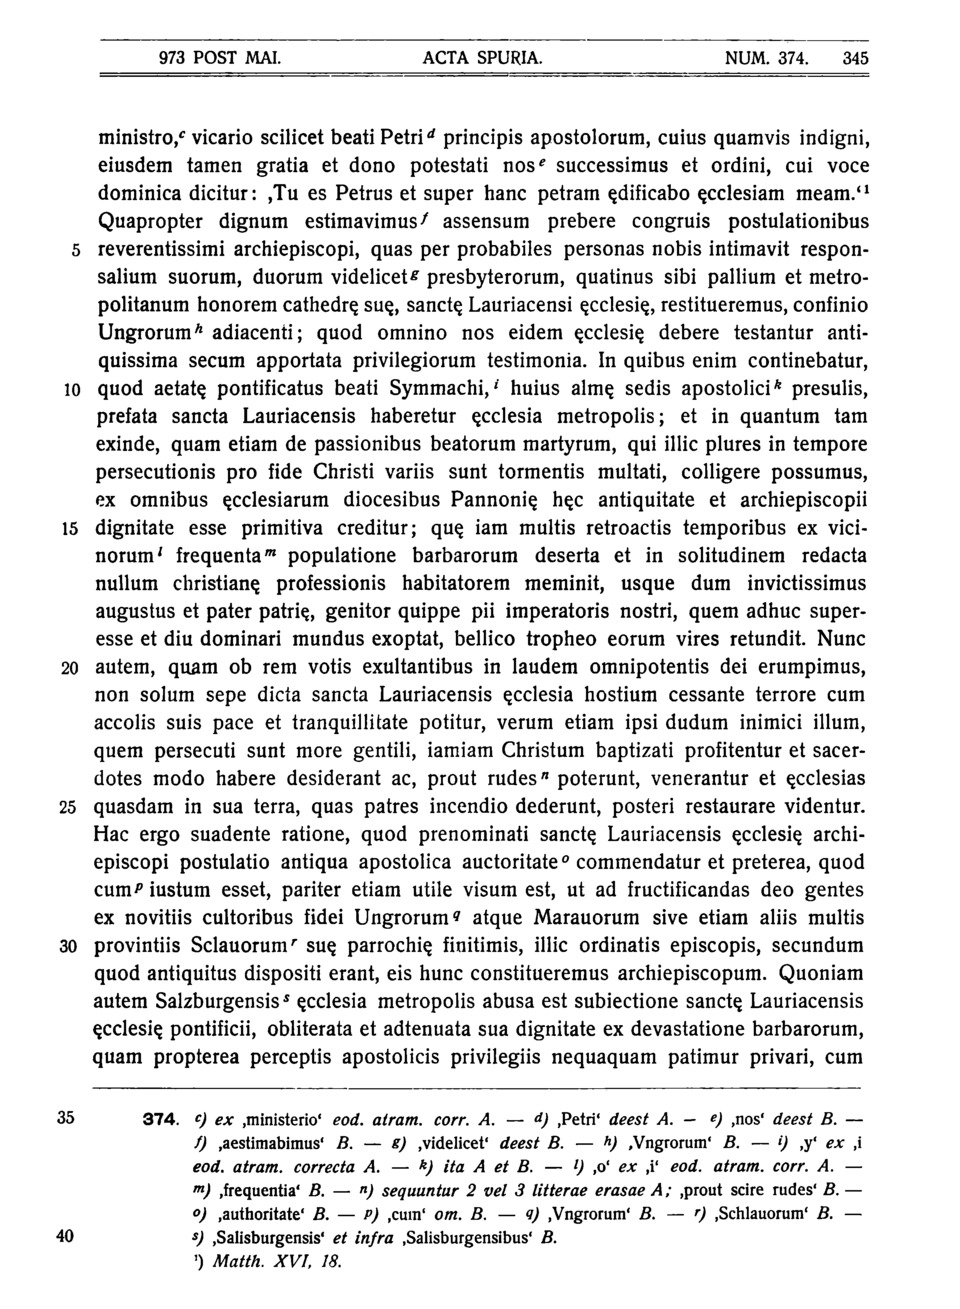 973 POST MAI. ACTA SPURIA. NUM. 374. 345
ministro,ᶜ vicario scilicet beati Petri ᵈ principis apostolorum, cuius quamvis indigni,
eiusdem tamen gratia et dono potestati nos ᵉ successimus et ordini, cui voce
dominica dicitur: ‚Tu es Petrus et super hanc petram ędificabo ęcclesiam meam.‘ ¹
Quapropter dignum estimavimus ᶠ assensum prebere congruis postulationibus
5 reverentissimi archiepiscopi, quas per probabiles personas nobis intimavit respon-
salium suorum, duorum videlicet ᵍ presbyterorum, quatinus sibi pallium et metro-
politanum honorem cathedrę suę, sanctę Lauriacensi ęcclesię, restitueremus, confinio
Ungrorum ʰ adiacenti; quod omnino nos eidem ęcclesię debere testantur anti-
quissima secum apportata privilegiorum testimonia. In quibus enim continebatur,
10 quod aetatę pontificatus beati Symmachi, ⁱ huius almę sedis apostolici ᵏ presulis,
prefata sancta Lauriacensis haberetur ęcclesia metropolis; et in quantum tam
exinde, quam etiam de passionibus beatorum martyrum, qui illic plures in tempore
persecutionis pro fide Christi variis sunt tormentis multati, colligere possumus,
ex omnibus ęcclesiarum diocesibus Pannonię hęc antiquitate et archiepiscopii
15 dignitate esse primitiva creditur; quę iam multis retroactis temporibus ex vici-
norum ˡ frequenta ᵐ populatione barbarorum deserta et in solitudinem redacta
nullum christianę professionis habitatorem meminit, usque dum invictissimus
augustus et pater patrię, genitor quippe pii imperatoris nostri, quem adhuc super-
esse et diu dominari mundus exoptat, bellico tropheo eorum vires retundit. Nunc
20 autem, quam ob rem votis exultantibus in laudem omnipotentis dei erumpimus,
non solum sepe dicta sancta Lauriacensis ęcclesia hostium cessante terrore cum
accolis suis pace et tranquillitate potitur, verum etiam ipsi dudum inimici illum,
quem persecuti sunt more gentili, iamiam Christum baptizati profitentur et sacer-
dotes modo habere desiderant ac, prout rudes ⁿ poterunt, venerantur et ęcclesias
25 quasdam in sua terra, quas patres incendio dederunt, posteri restaurare videntur.
Hac ergo suadente ratione, quod prenominati sanctę Lauriacensis ęcclesię archi-
episcopi postulatio antiqua apostolica auctoritate ᵒ commendatur et preterea, quod
cum ᵖ iustum esset, pariter etiam utile visum est, ut ad fructificandas deo gentes
ex novitiis cultoribus fidei Ungrorum q atque Marauorum sive etiam aliis multis
30 provintiis Sclauorum ʳ suę parrochię finitimis, illic ordinatis episcopis, secundum
quod antiquitus dispositi erant, eis hunc constitueremus archiepiscopum. Quoniam
autem Salzburgensis ˢ ęcclesia metropolis abusa est subiectione sanctę Lauriacensis
ęcclesię pontificii, obliterata et adtenuata sua dignitate ex devastatione barbarorum,
quam propterea perceptis apostolicis privilegiis nequaquam patimur privari, cum
35 374. c) ex ‚ministerio‘ eod. atram. corr. A. — d) ‚Petri‘ deest A. — e) ‚nos‘ deest B. —
f) ‚aestimabimus‘ B. — g) ‚videlicet‘ deest B. — h) ‚Vngrorum‘ B. — i) ‚y‘ ex ‚i
eod. atram. correcta A. — k) ita A et B. — l) ‚o‘ ex ‚i‘ eod. atram. corr. A. —
m) ‚frequentia‘ B. — n) sequuntur 2 vel 3 litterae erasae A; ‚prout scire rudes‘ B. —
o) ‚authoritate‘ B. — p) ‚cum‘ om. B. — q) ‚Vngrorum‘ B. — r) ‚Schlauorum‘ B. —
40 s) ‚Salisburgensis‘ et infra ‚Salisburgensibus‘ B.
¹) Matth. XVI, 18.